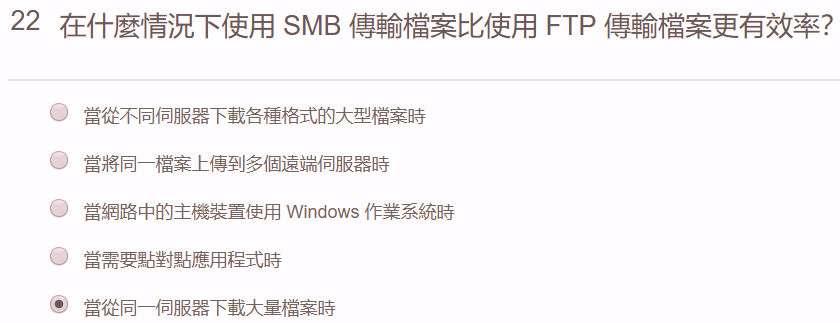 22 在什麼情況下使用 SMB 傳輸檔案比使用 FTP 傳輸檔案更有效率?
當從不同伺服器下載各種格式的大型檔案時
當將同一檔案上傳到多個遠端伺服器時
當網路中的主機裝置使用 Windows 作業系統時
當需要點對點應用程式時
當從同一伺服器下載大量檔案時